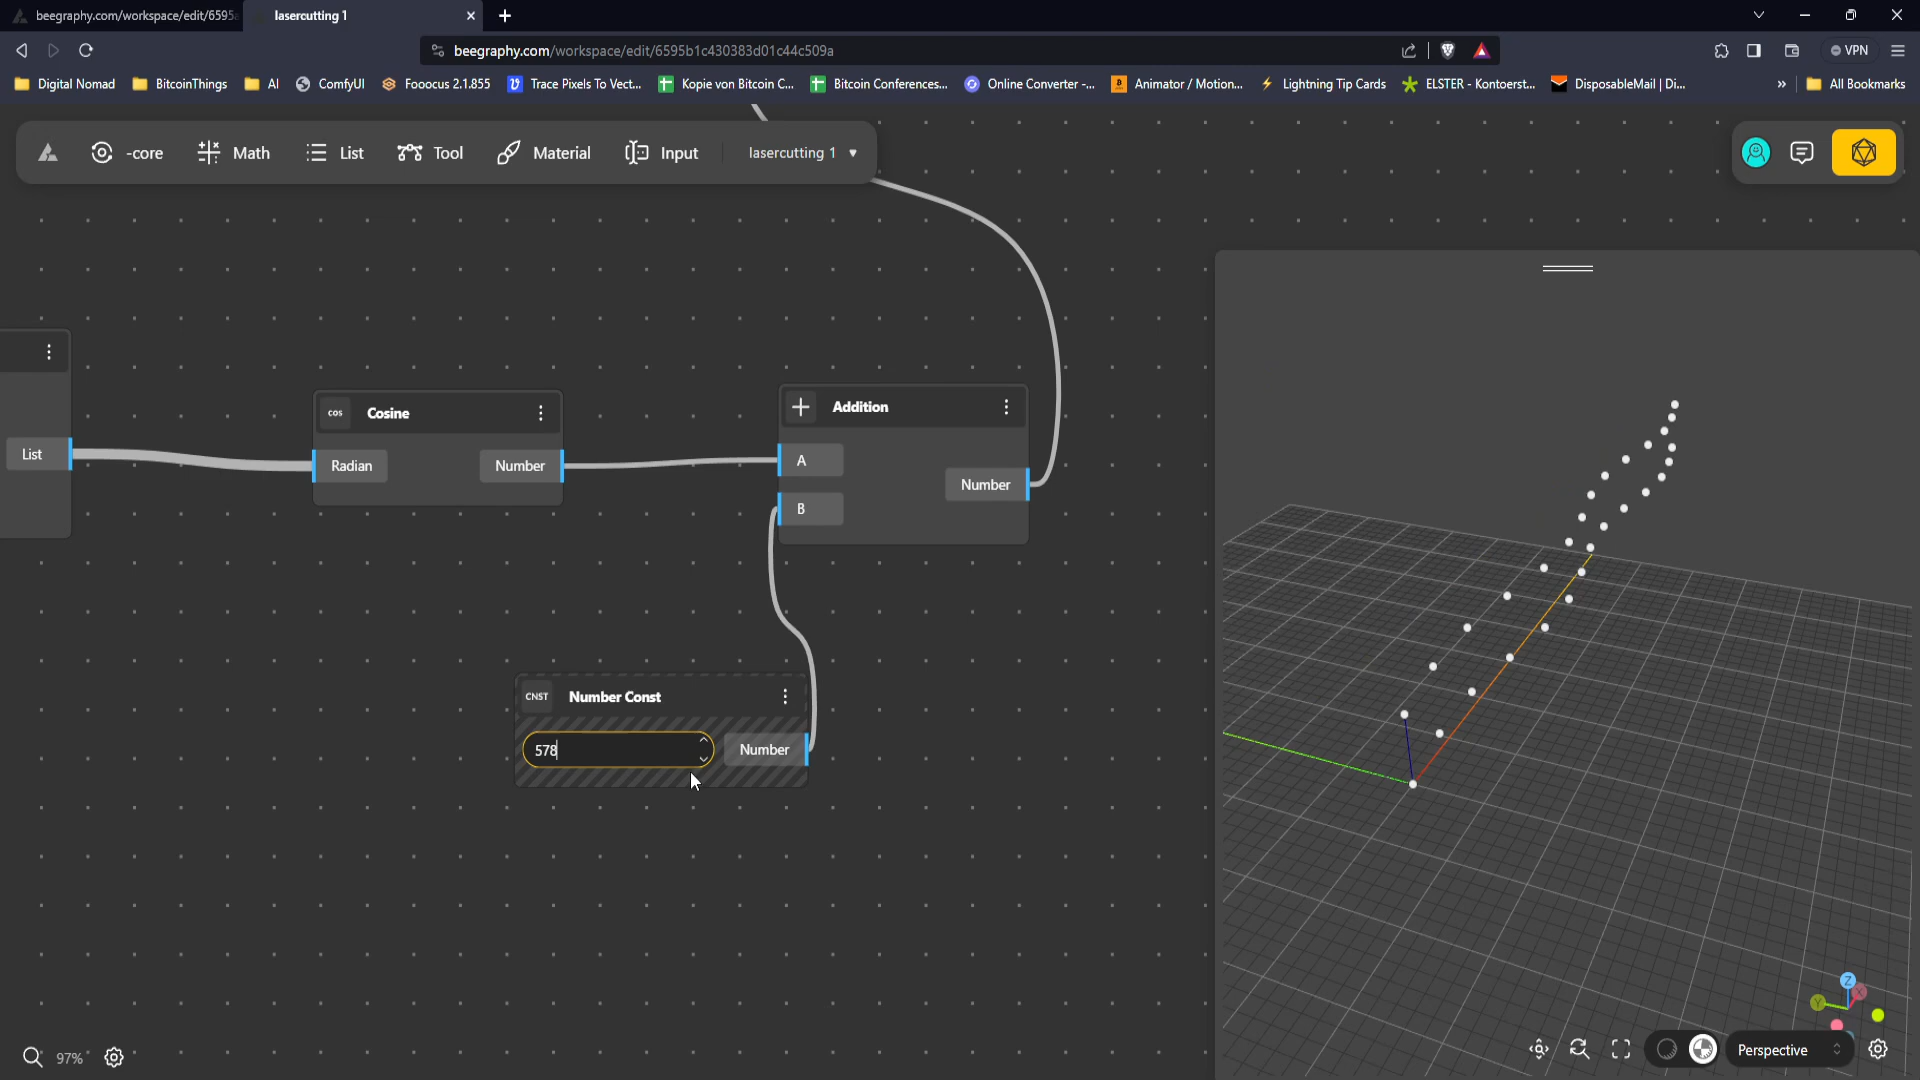 beegraphy.com/workspace/edit/6595
lasercutting 1
beegraphy.com/workspace/edit/6595b1c430383d01c44c509a
VPN
Digital Nomad
BitcoinThings
AI
ComfyUI
Fooocus 2.1.855
Trace Pixels To Vect...
Kopie von Bitcoin C...
Bitcoin Conferences...
Online Converter -...
Animator / Motion...
Lightning Tip Cards
ELSTER - Kontoerst...
DisposableMail | Di...
»
All Bookmarks
-core
Math
List
Tool
Material
Input
lasercutting 1
cos
Cosine
Addition
List
Radian
Number
A
Number
B
CNST
Number Const
578
Number
Z
X
Y
97%
Perspective